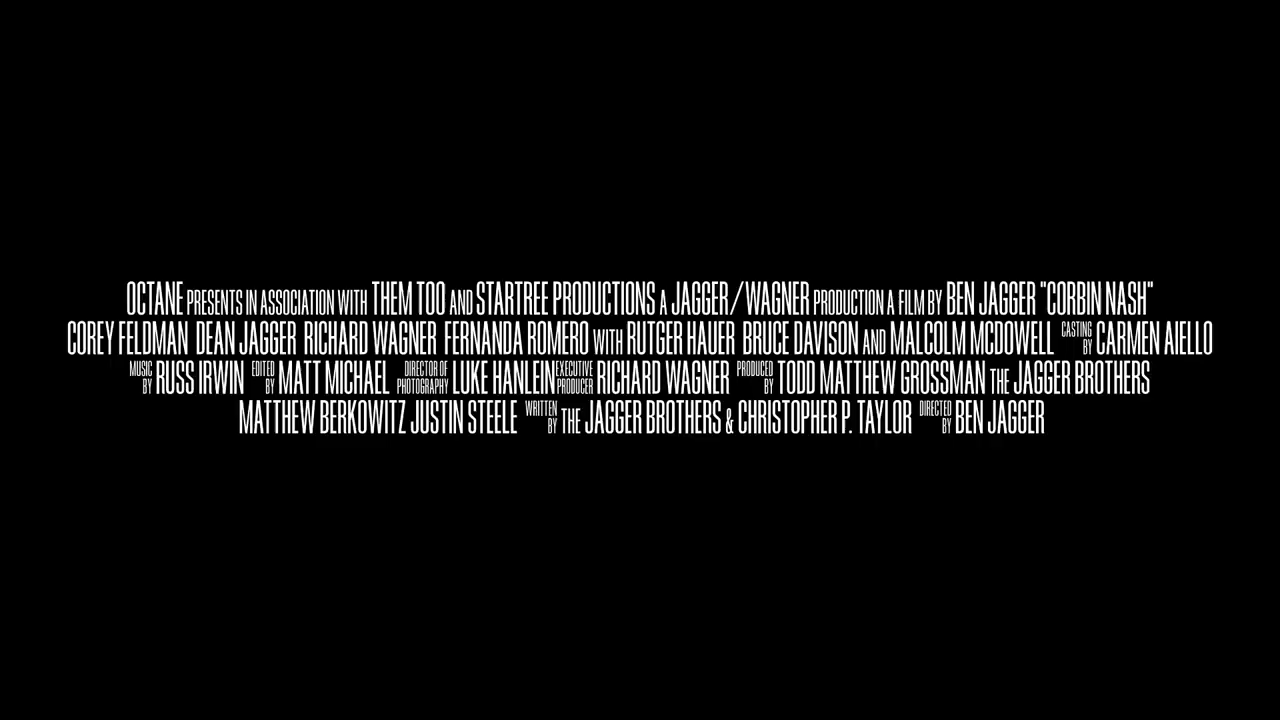 OCTANE PRESENTS IN ASSOCIATION WITH THEM TOO AND STARTREE PRODUCTIONS A JAGGER/WAGNER PRODUCTION A FILM BY BEN JAGGER "CORBIN NASH"
COREY FELDMAN DEAN JAGGER RICHARD WAGNER FERNANDA ROMERO WITH RUTGER HAUER BRUCE DAVISON AND MALCOLM MCDOWELL CASTING BY CARMEN AIELLO
MUSIC BY RUSS IRWIN EDITED BY MATT MICHAEL DIRECTOR OF PHOTOGRAPHY LUKE HANLEIN EXECUTIVE PRODUCER RICHARD WAGNER PRODUCED BY TODD MATTHEW GROSSMAN THE JAGGER BROTHERS
MATTHEW BERKOWITZ JUSTIN STEELE WRITTEN BY THE JAGGER BROTHERS & CHRISTOPHER P. TAYLOR DIRECTED BY BEN JAGGER